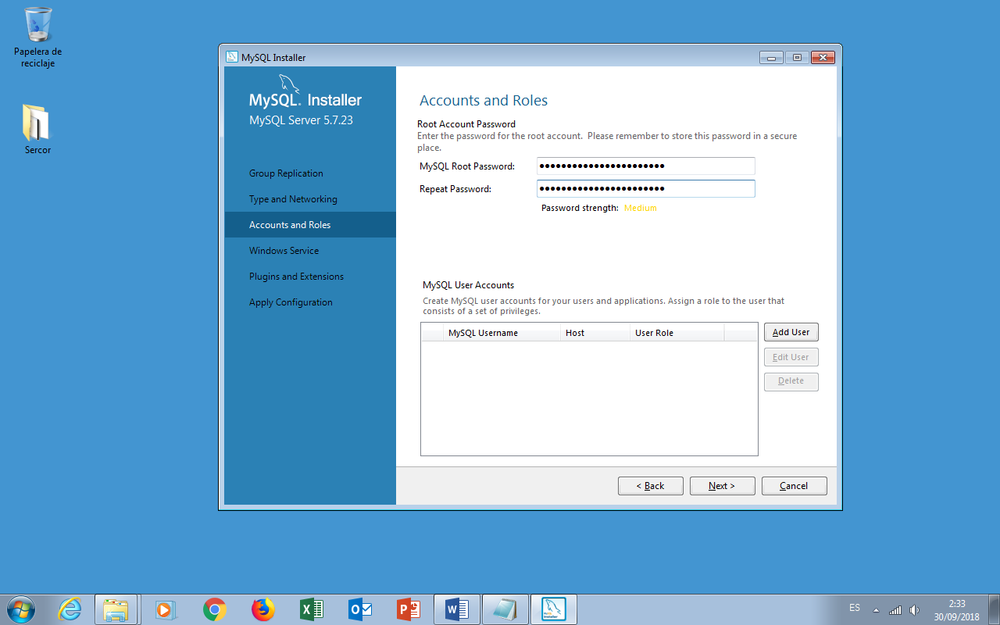 Papelera de
reciclaje
Sercor
MySQL Installer
MySQL. Installer
MySQL Server 5.7.23
Group Replication
Type and Networking
Accounts and Roles
Windows Service
Plugins and Extensions
Apply Configuration
Accounts and Roles
Root Account Password
Enter the password for the root account. Please remember to store this password in a secure
place.
MySQL Root Password: ●●●●●●●●●●●●●●●●●●●●●●●
Repeat Password: ●●●●●●●●●●●●●●●●●●●●●●●
Password strength: Medium
MySQL User Accounts
Create MySQL user accounts for your users and applications. Assign a role to the user that
consists of a set of privileges.
MySQL Username Host User Role
Add User
Edit User
Delete
< Back Next > Cancel
ES
2:33
30/09/2018